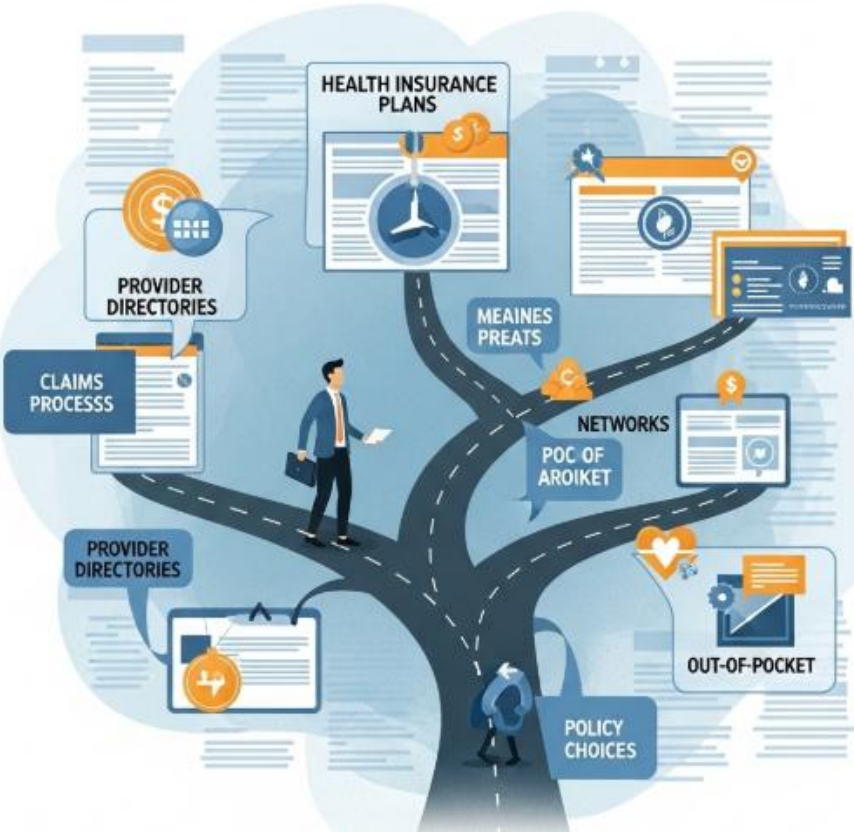 HEALTH INSURANCE
PLANS
PROVIDER
DIRECTORIES
MEAINES
PREATS
CLAIMS
PROCESSS
NETWORKS
POC OF
AROIKET
PROVIDER
DIRECTORIES
OUT-OF-POCKET
POLICY
CHOICES